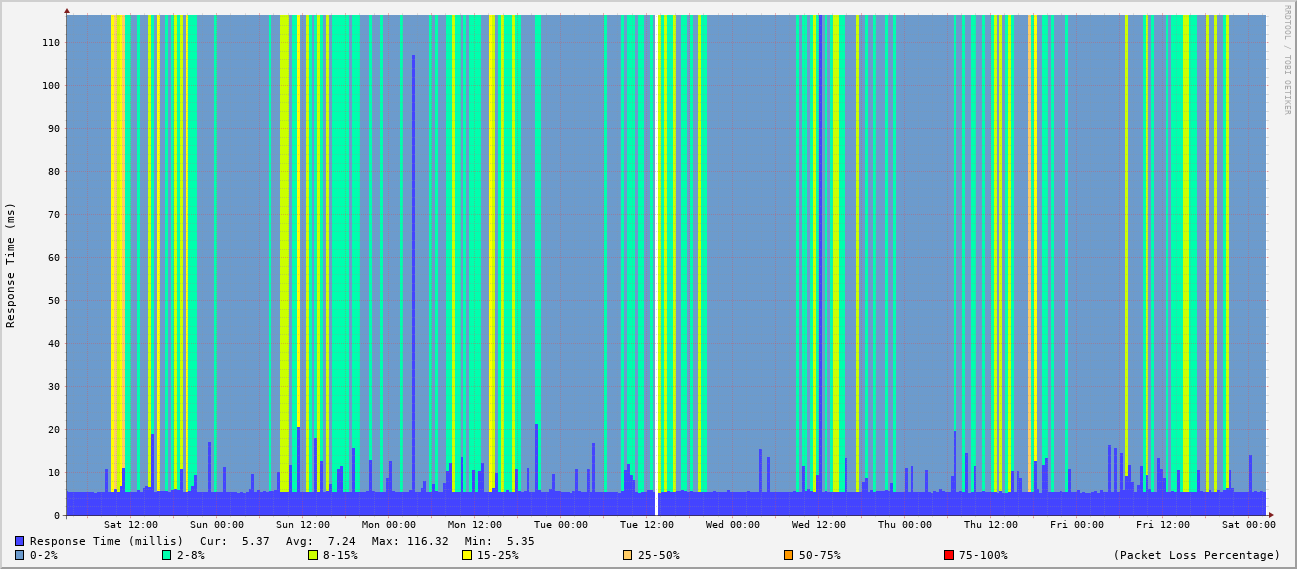 RRDTOOL / TOBI OETIKER
Response Time (ms)
110
100
90
80
70
60
50
40
30
20
10
0
Sat 12:00 Sun 00:00 Sun 12:00 Mon 00:00 Mon 12:00 Tue 00:00 Tue 12:00 Wed 00:00 Wed 12:00 Thu 00:00 Thu 12:00 Fri 00:00 Fri 12:00 Sat 00:00
Response Time (millis) Cur: 5.37 Avg: 7.24 Max: 116.32 Min: 5.35
0-2% 2-8% 8-15% 15-25% 25-50% 50-75% 75-100% (Packet Loss Percentage)